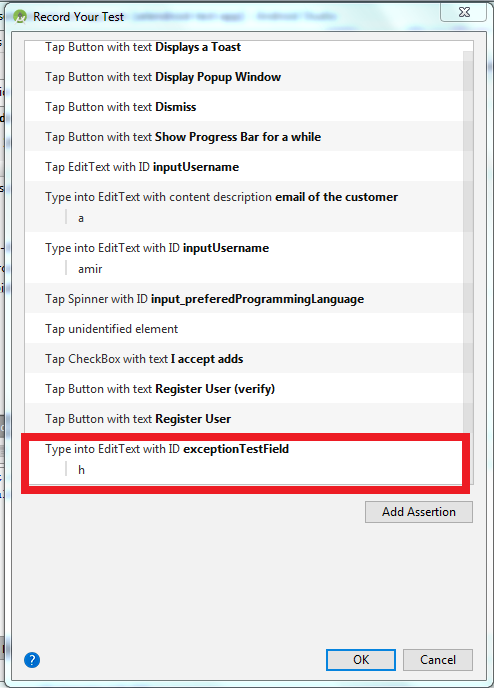 Record Your Test
Tap Button with text Displays a Toast
Tap Button with text Display Popup Window
Tap Button with text Dismiss
Tap Button with text Show Progress Bar for a while
Tap EditText with ID inputUsername
Type into EditText with content description email of the customer
a
Type into EditText with ID inputUsername
amir
Tap Spinner with ID input_preferedProgrammingLanguage
Tap unidentified element
Tap CheckBox with text I accept adds
Tap Button with text Register User (verify)
Tap Button with text Register User
Type into EditText with ID exceptionTestField
h
Add Assertion
?
OK
Cancel